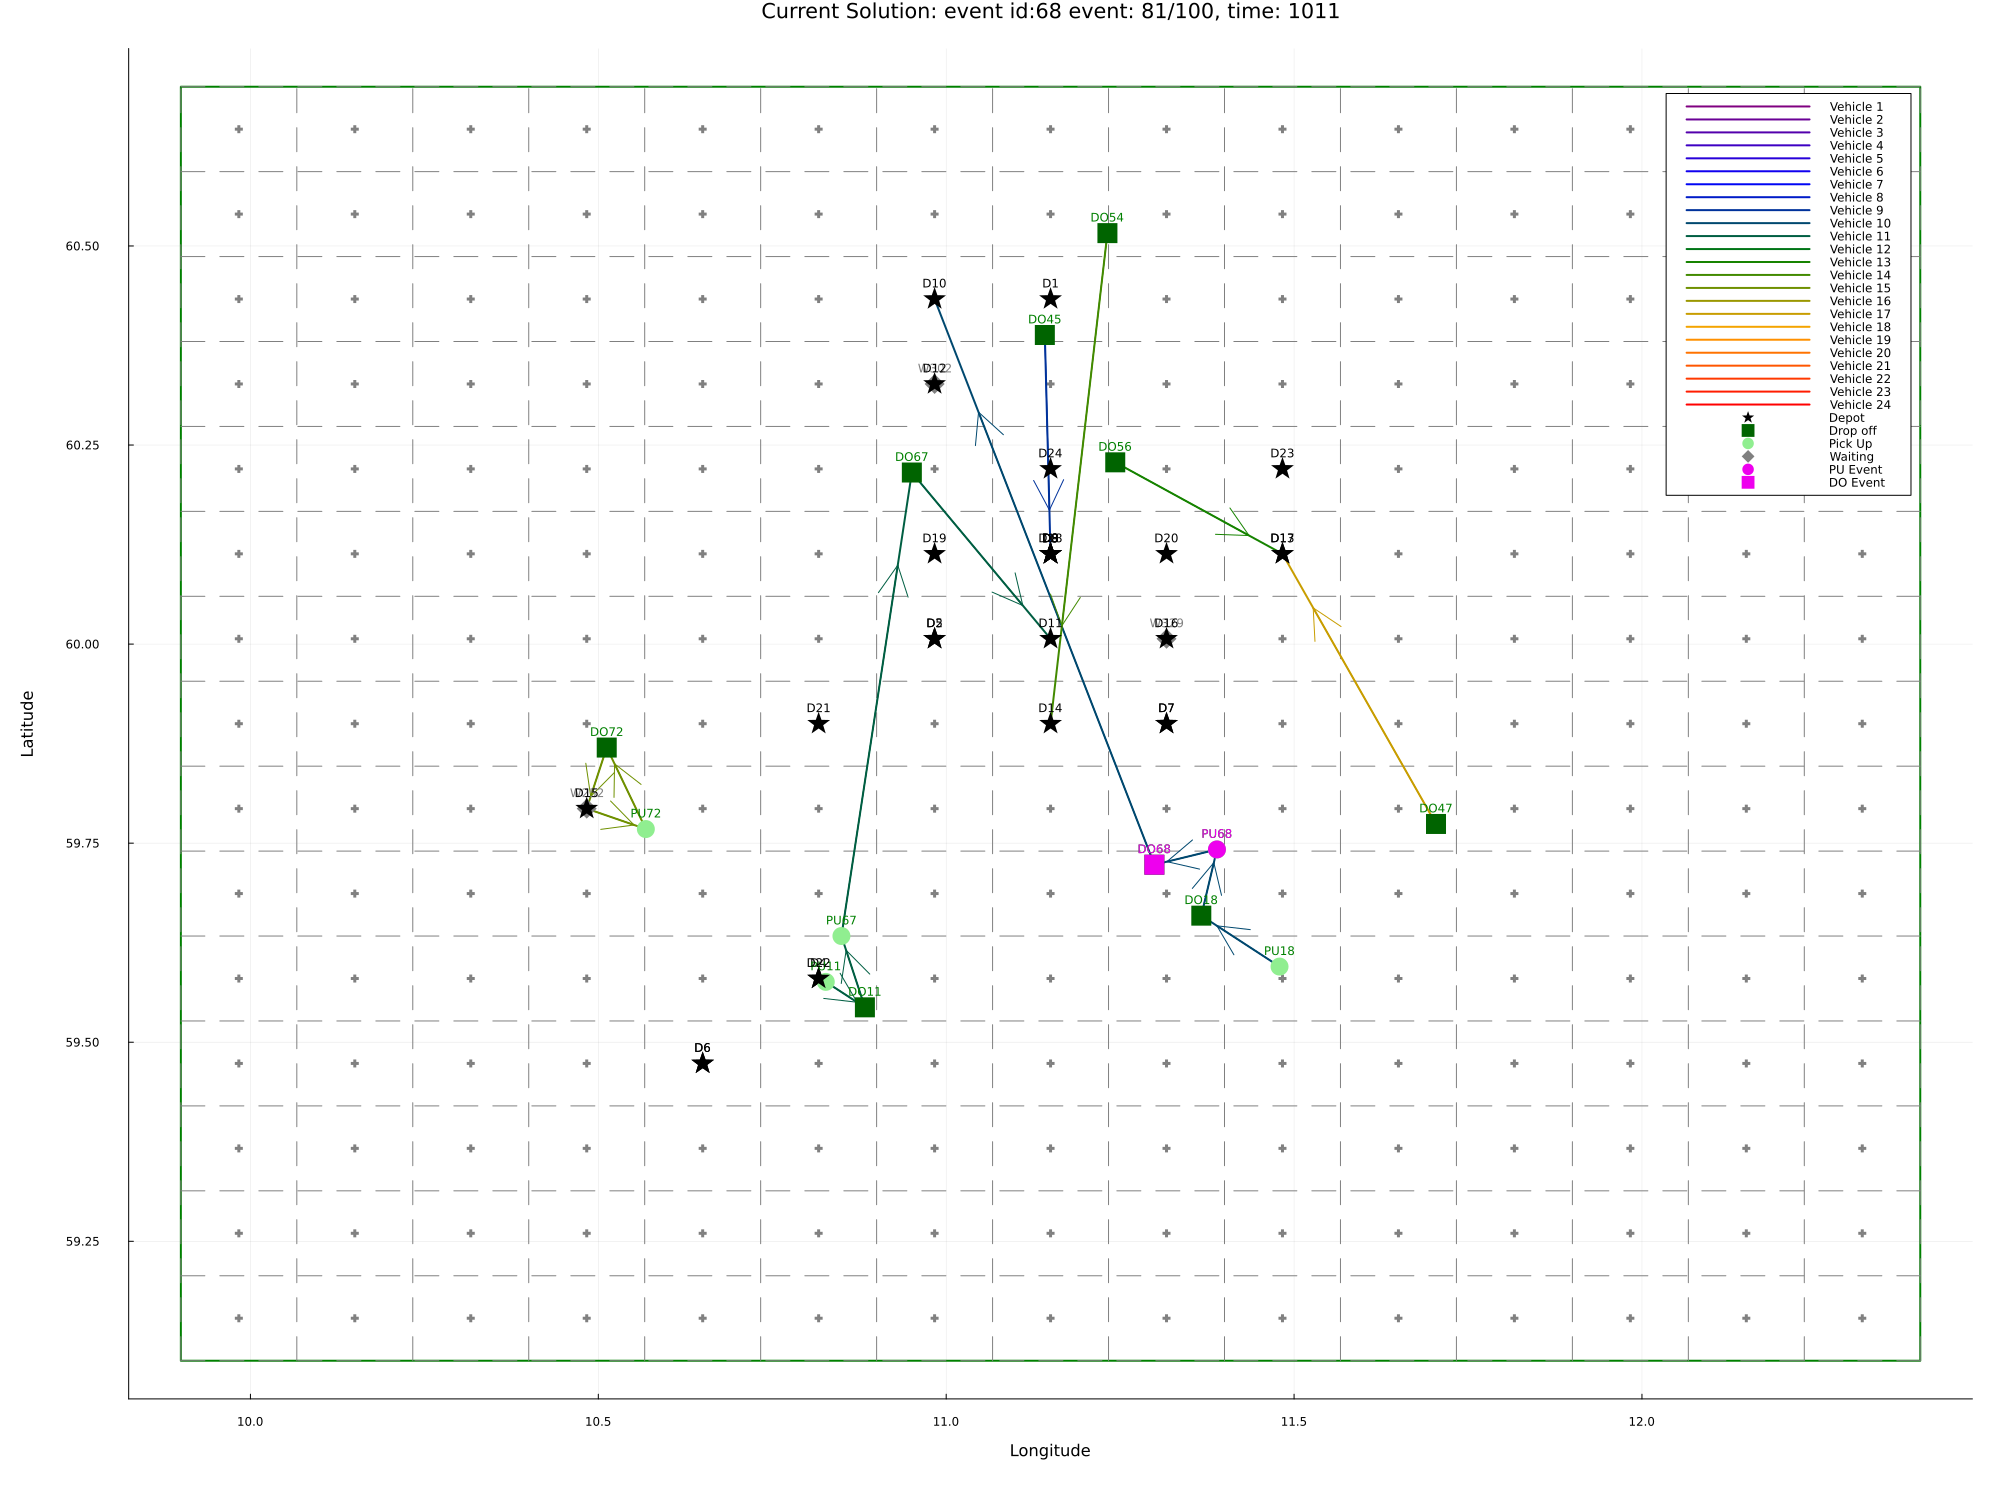 Current Solution: event id:68 event: 81/100, time: 1011
Vehicle 1
Vehicle 2
Vehicle 3
Vehicle 4
Vehicle 5
Vehicle 6
Vehicle 7
Vehicle 8
Vehicle 9
Vehicle 10
Vehicle 11
Vehicle 12
Vehicle 13
Vehicle 14
Vehicle 15
Vehicle 16
Vehicle 17
Vehicle 18
Vehicle 19
Vehicle 20
Vehicle 21
Vehicle 22
Vehicle 23
Vehicle 24
Depot
Drop off
Pick Up
Waiting
PU Event
DO Event
DO54
D10
D1
DO45
D12
DO67
D24
DO56
D23
D19
D20
D11
D16
D21
D14
D7
DO72
D15
PU72
DO47
PU68
DO68
DO18
PU67
PU18
DO11
D6
60.50
60.25
60.00
59.75
59.50
59.25
Latitude
10.0
10.5
11.0
11.5
12.0
Longitude